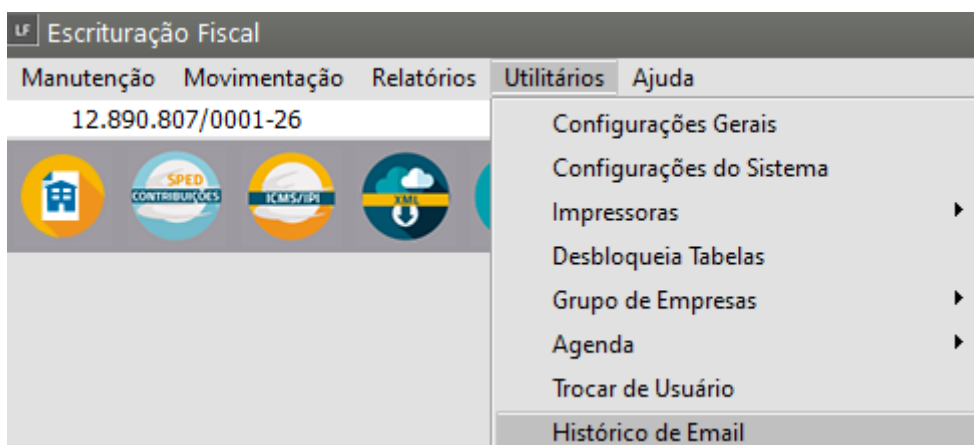 LF Escrituração Fiscal
Manutenção Movimentação Relatórios Utilitários Ajuda
12.890.807/0001-26
SPED
CONTRIBUIÇÕES
ICMS/IPI
XML
Configurações Gerais
Configurações do Sistema
Impressoras
Desbloqueia Tabelas
Grupo de Empresas
Agenda
Trocar de Usuário
Histórico de Email